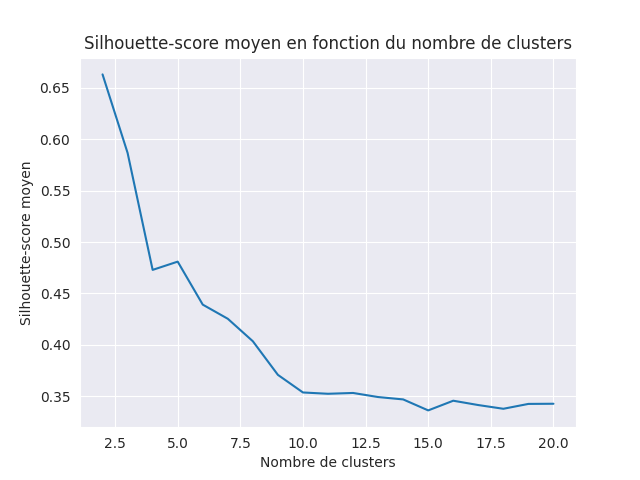 Silhouette-score moyen en fonction du nombre de clusters
Silhouette-score moyen
0.65
0.60
0.55
0.50
0.45
0.40
0.35
2.5 5.0 7.5 10.0 12.5 15.0 17.5 20.0
Nombre de clusters